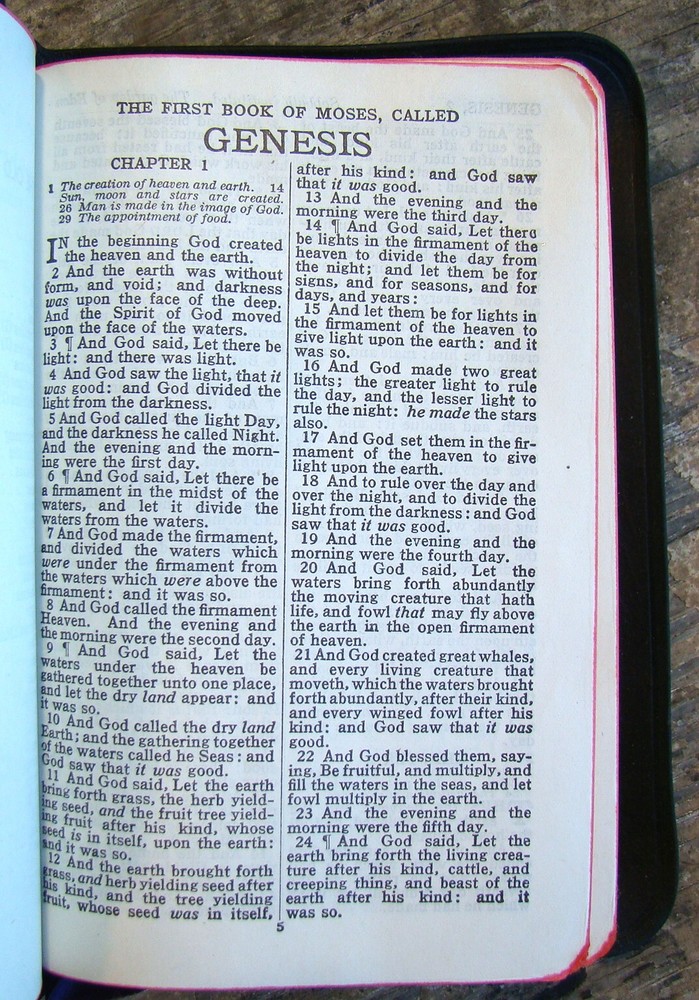 THE FIRST BOOK OF MOSES, CALLED
GENESIS
CHAPTER 1
1 The creation of heaven and earth. 14
Sun, moon and stars are created.
26 Man is made in the image of God.
29 The appointment of food.
IN the beginning God created
the heaven and the earth.
2 And the earth was without
form, and void; and darkness
was upon the face of the deep.
And the Spirit of God moved
upon the face of the waters.
3 ¶ And God said, Let there be
light: and there was light.
4 And God saw the light, that it
was good: and God divided the
light from the darkness.
5 And God called the light Day,
and the darkness he called Night.
And the evening and the morn-
ing were the first day.
6 ¶ And God said, Let there be
a firmament in the midst of the
waters, and let it divide the
waters from the waters.
7 And God made the firmament,
and divided the waters which
were under the firmament from
the waters which were above the
firmament: and it was so.
8 And God called the firmament
Heaven. And the evening and
the morning were the second day.
9 ¶ And God said, Let the
waters under the heaven be
gathered together unto one place,
and let the dry land appear: and
it was so.
10 And God called the dry land
Earth; and the gathering together
of the waters called he Seas: and
God saw that it was good.
11 And God said, Let the earth
bring forth grass, the herb yield-
ing seed, and the fruit tree yield-
ing fruit after his kind, whose
seed is in itself, upon the earth:
and it was so.
12 And the earth brought forth
grass, and herb yielding seed after
his kind, and the tree yielding
fruit, whose seed was in itself,
after his kind: and God saw
that it was good.
13 And the evening and the
morning were the third day.
14 ¶ And God said, Let there
be lights in the firmament of the
heaven to divide the day from
the night; and let them be for
signs, and for seasons, and for
days, and years:
15 And let them be for lights in
the firmament of the heaven to
give light upon the earth: and it
was so.
16 And God made two great
lights; the greater light to rule
the day, and the lesser light to
rule the night: he made the stars
also.
17 And God set them in the fir-
mament of the heaven to give
light upon the earth.
18 And to rule over the day and
over the night, and to divide the
light from the darkness: and God
saw that it was good.
19 And the evening and the
morning were the fourth day.
20 And God said, Let the
waters bring forth abundantly
the moving creature that hath
life, and fowl that may fly above
the earth in the open firmament
of heaven.
21 And God created great whales,
and every living creature that
moveth, which the waters brought
forth abundantly, after their kind,
and every winged fowl after his
kind: and God saw that it was
good.
22 And God blessed them, say-
ing, Be fruitful, and multiply, and
fill the waters in the seas, and let
fowl multiply in the earth.
23 And the evening and the
morning were the fifth day.
24 ¶ And God said, Let the
earth bring forth the living crea-
ture after his kind, cattle, and
creeping thing, and beast of the
earth after his kind: and it
was so.
5